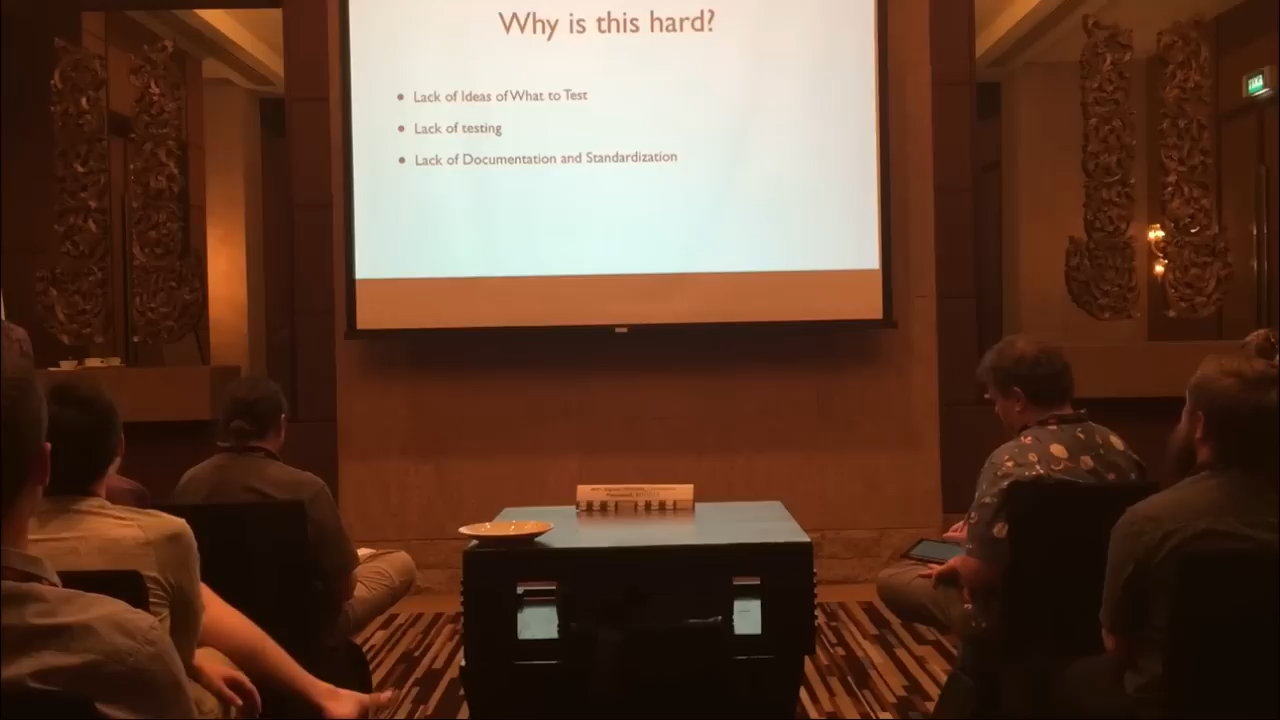 Why is this hard?
Lack of Ideas of What to Test
Lack of testing
Lack of Documentation and Standardization